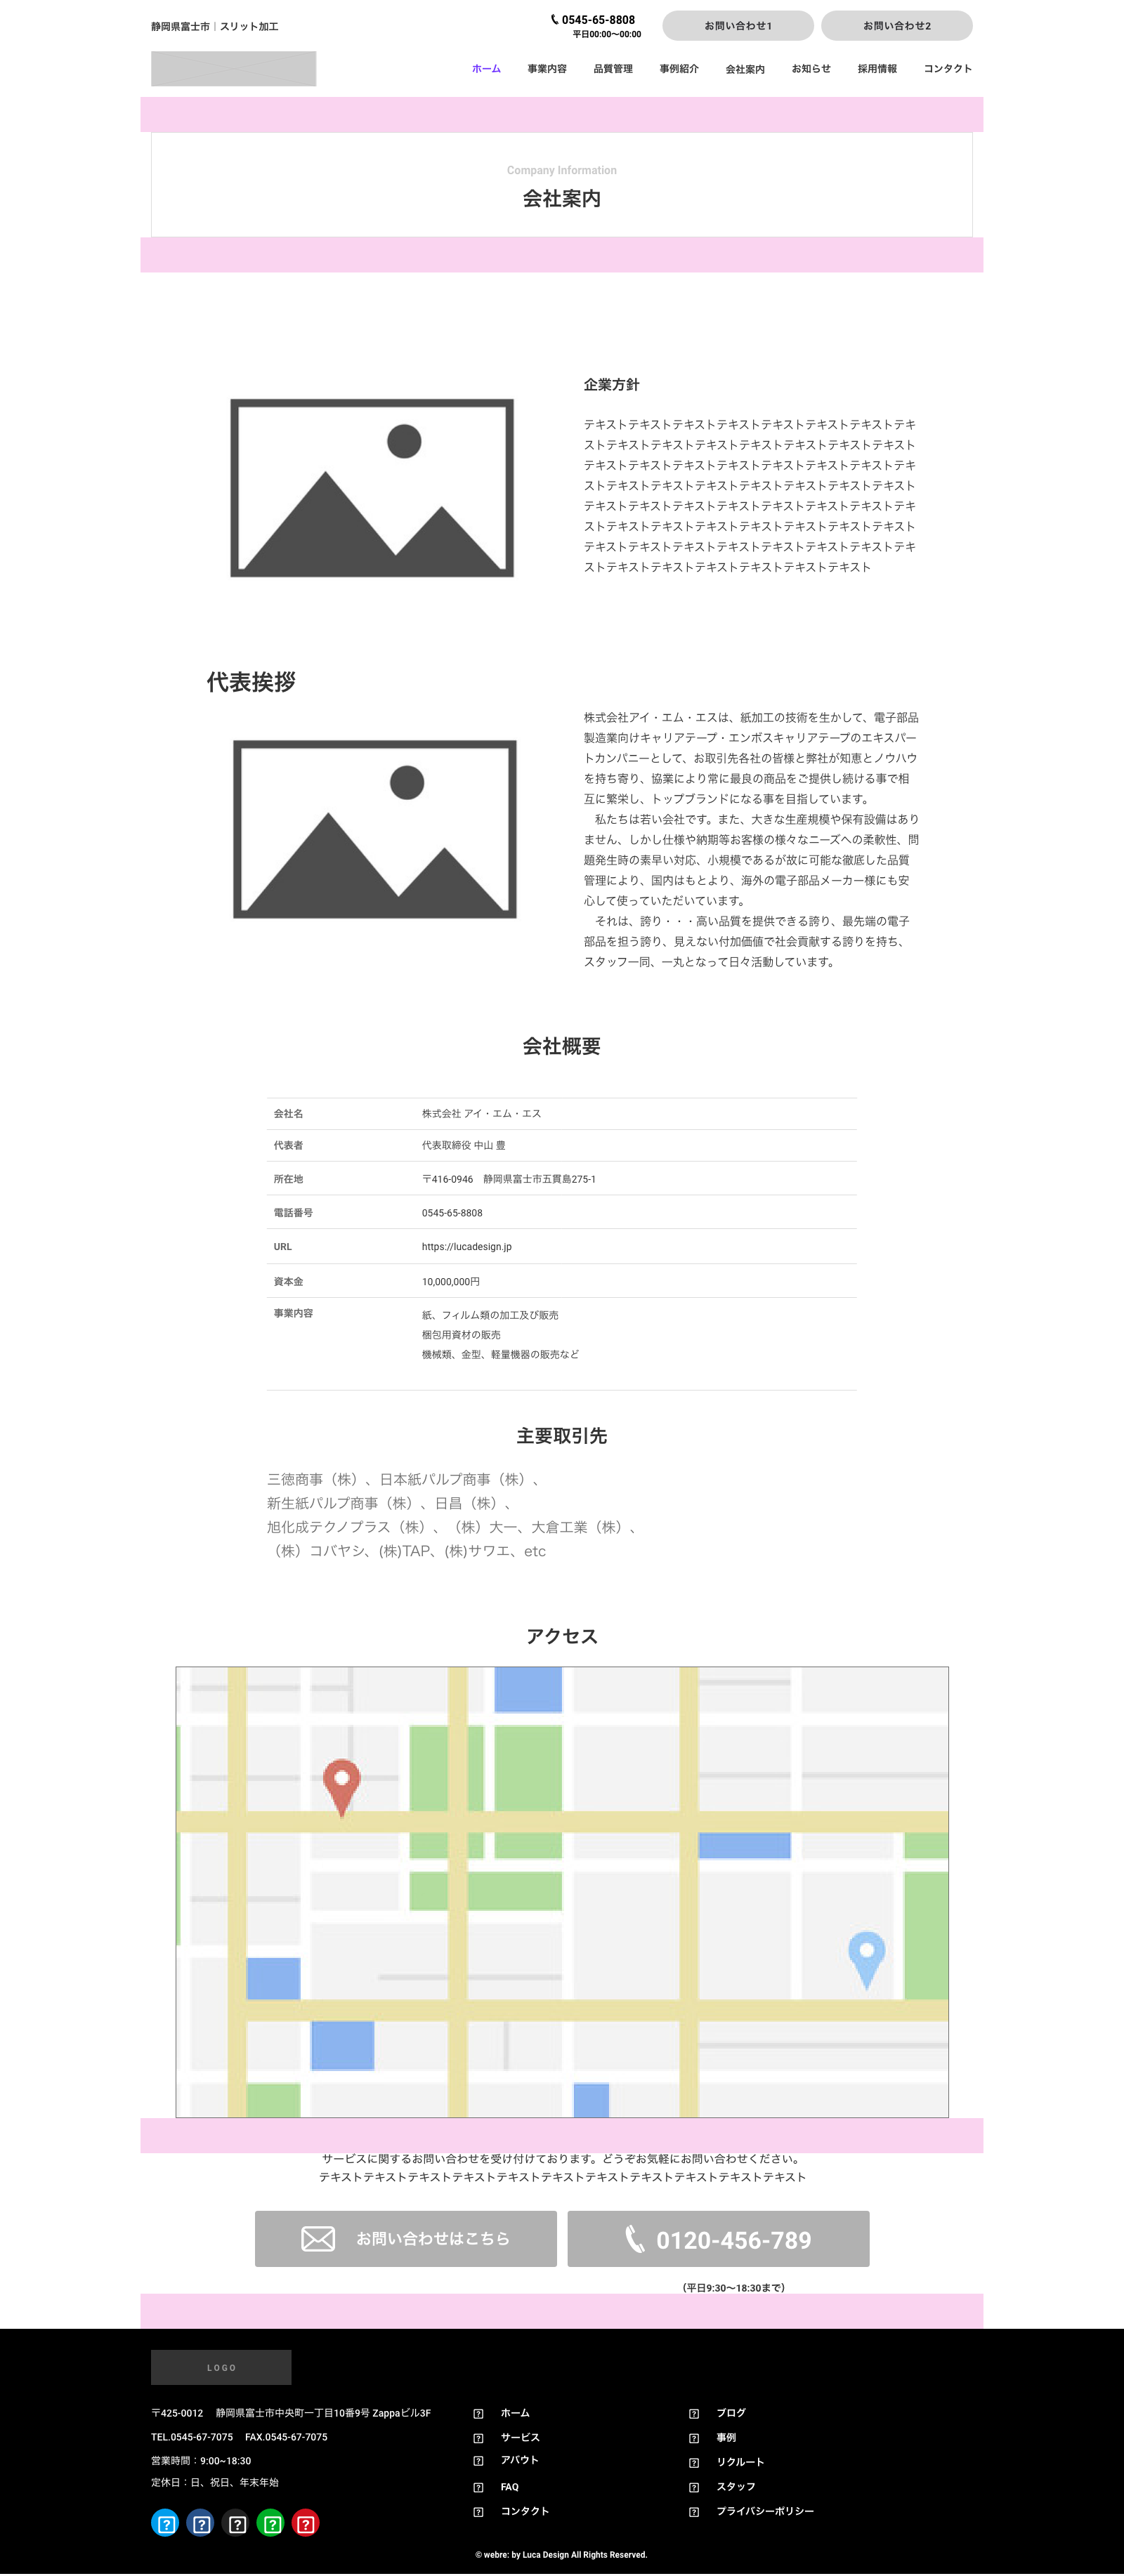 静岡県富士市｜スリット加工
0545-65-8808
平日00:00〜00:00
お問い合わせ1
お問い合わせ2
ホーム
事業内容
品質管理
事例紹介
会社案内
お知らせ
採用情報
コンタクト
Company Information
会社案内
企業方針
テキストテキストテキストテキストテキストテキストテキストテキ
ストテキストテキストテキストテキストテキストテキストテキスト
テキストテキストテキストテキストテキストテキストテキストテキ
ストテキストテキストテキストテキストテキストテキストテキスト
テキストテキストテキストテキストテキストテキストテキストテキ
ストテキストテキストテキストテキストテキストテキストテキスト
テキストテキストテキストテキストテキストテキストテキストテキ
ストテキストテキストテキストテキストテキストテキスト
代表挨拶
株式会社アイ・エム・エスは、紙加工の技術を生かして、電子部品
製造業向けキャリアテープ・エンボスキャリアテープのエキスパー
トカンパニーとして、お取引先各社の皆様と弊社が知恵とノウハウ
を持ち寄り、協業により常に最良の商品をご提供し続ける事で相
互に繁栄し、トップブランドになる事を目指しています。
　私たちは若い会社です。また、大きな生産規模や保有設備はあり
ません、しかし仕様や納期等お客様の様々なニーズへの柔軟性、問
題発生時の素早い対応、小規模であるが故に可能な徹底した品質
管理により、国内はもとより、海外の電子部品メーカー様にも安
心して使っていただいています。
　それは、誇り・・・高い品質を提供できる誇り、最先端の電子
部品を担う誇り、見えない付加価値で社会貢献する誇りを持ち、
スタッフ一同、一丸となって日々活動しています。
会社概要
会社名 株式会社 アイ・エム・エス
代表者 代表取締役 中山 豊
所在地 〒416-0946　静岡県富士市五貫島275-1
電話番号 0545-65-8808
URL https://lucadesign.jp
資本金 10,000,000円
事業内容 紙、フィルム類の加工及び販売
梱包用資材の販売
機械類、金型、軽量機器の販売など
主要取引先
三徳商事（株）、日本紙パルプ商事（株）、
新生紙パルプ商事（株）、日昌（株）、
旭化成テクノプラス（株）、（株）大一、大倉工業（株）、
（株）コバヤシ、(株)TAP、(株)サワエ、etc
アクセス
サービスに関するお問い合わせを受け付けております。どうぞお気軽にお問い合わせください。
テキストテキストテキストテキストテキストテキストテキストテキストテキストテキストテキスト
お問い合わせはこちら
0120-456-789
（平日9:30〜18:30まで）
LOGO
〒425-0012　静岡県富士市中央町一丁目10番9号 Zappaビル3F
TEL.0545-67-7075　FAX.0545-67-7075
営業時間：9:00~18:30
定休日：日、祝日、年末年始
ホーム
サービス
アバウト
FAQ
コンタクト
ブログ
事例
リクルート
スタッフ
プライバシーポリシー
© webre: by Luca Design All Rights Reserved.